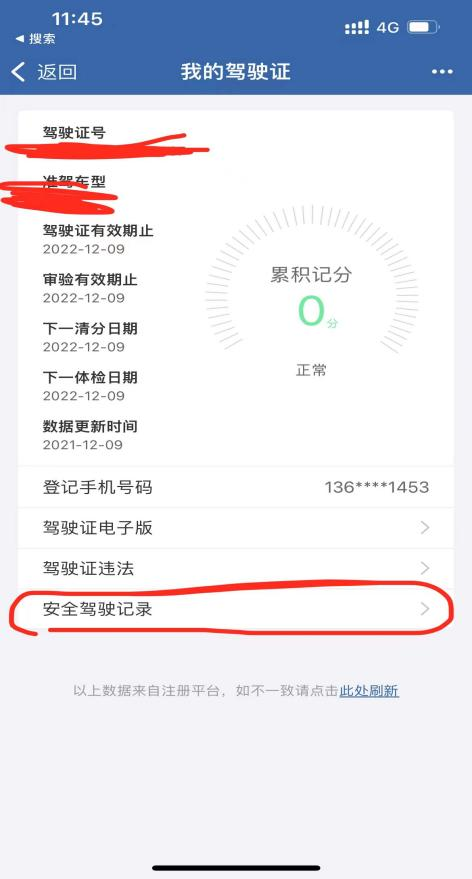 11:45
4G
搜索
返回
我的驾驶证
驾驶证号
准驾车型
驾驶证有效期止
2022-12-09
审验有效期止
2022-12-09
下一清分日期
2022-12-09
下一体检日期
2022-12-09
数据更新时间
2021-12-09
累积记分
0分
正常
登记手机号码 136****1453
驾驶证电子版
驾驶证违法
安全驾驶记录
以上数据来自注册平台，如不一致请点击此处刷新